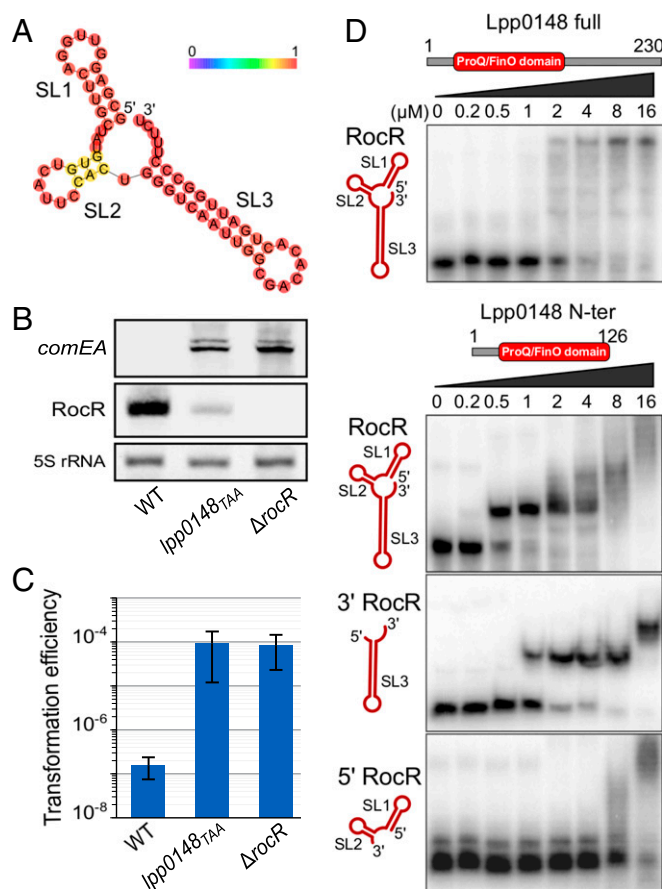 A
0 1
SL1
5' 3'
SL2
SL3
B
comEA
RocR
5S rRNA
WT lpp0148TAA ΔrocR
C
Transformation efficiency
10-4
10-6
10-8
WT lpp0148TAA ΔrocR
D
Lpp0148 full
1 230
ProQ/FinO domain
(μM) 0 0.2 0.5 1 2 4 8 16
RocR
SL1
SL2
5'
3'
SL3
Lpp0148 N-ter
1 126
ProQ/FinO domain
0 0.2 0.5 1 2 4 8 16
RocR
SL1
SL2
5'
3'
SL3
3' RocR
5' 3'
SL3
5' RocR
SL1
SL2
5'
3'